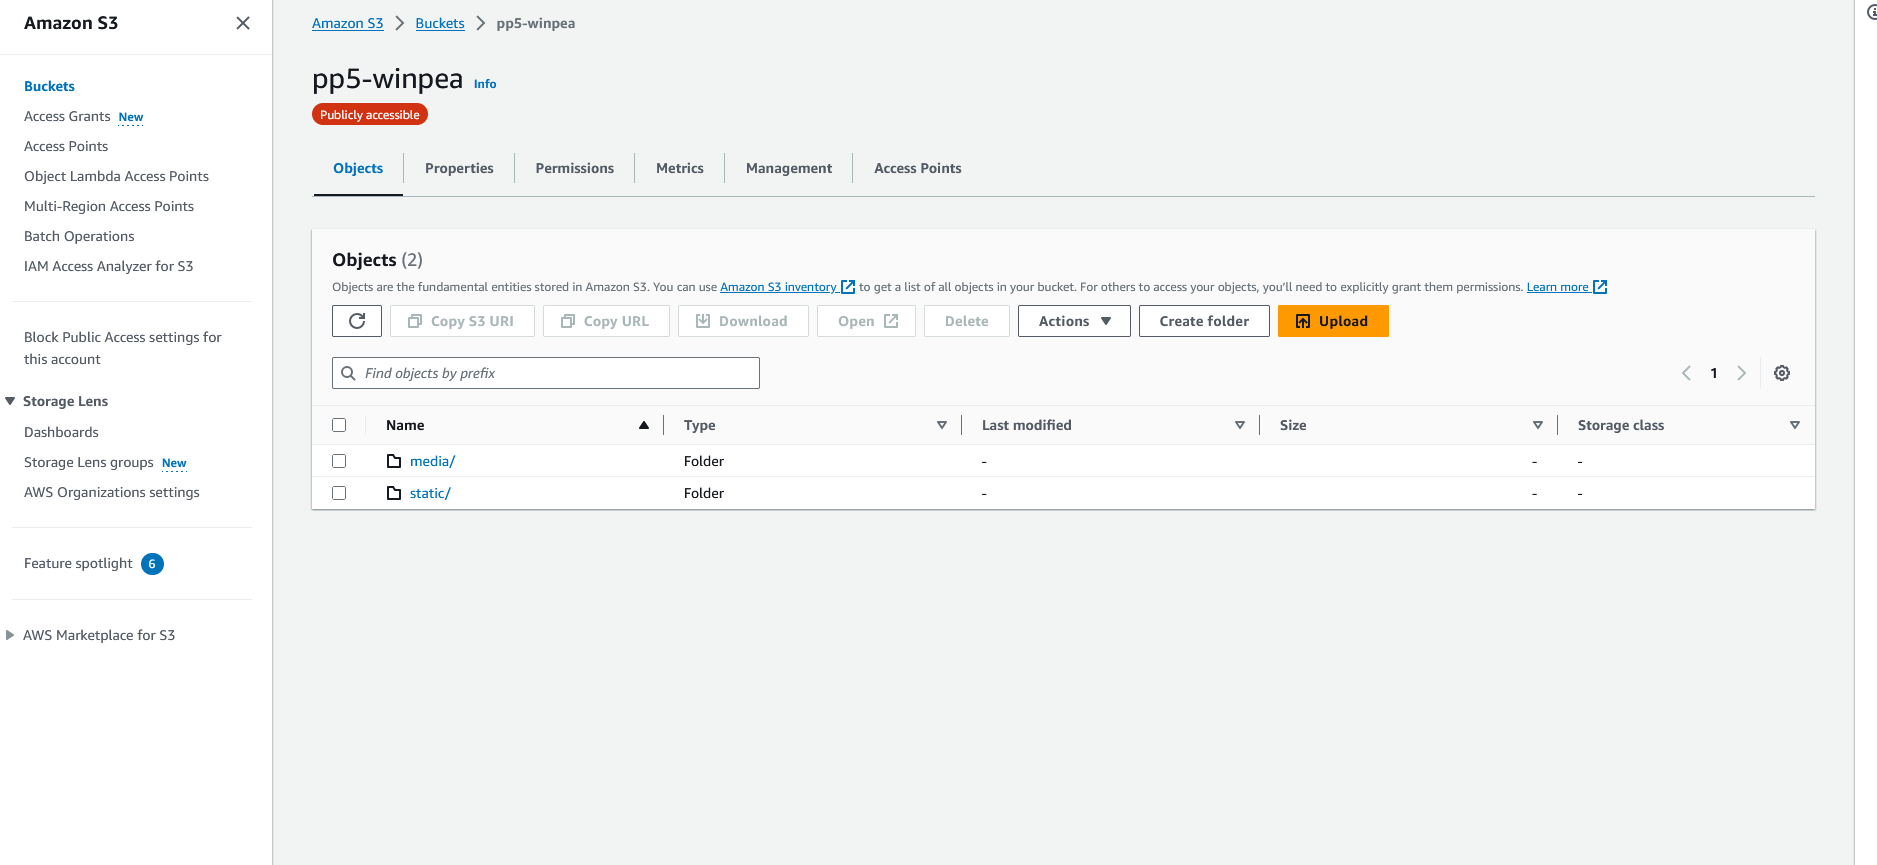 Amazon S3
Buckets
Access Grants New
Access Points
Object Lambda Access Points
Multi-Region Access Points
Batch Operations
IAM Access Analyzer for S3
Block Public Access settings for
this account
Storage Lens
Dashboards
Storage Lens groups New
AWS Organizations settings
Feature spotlight 6
AWS Marketplace for S3
Amazon S3 > Buckets > pp5-winpea
pp5-winpea Info
Publicly accessible
Objects Properties Permissions Metrics Management Access Points
Objects (2)
Objects are the fundamental entities stored in Amazon S3. You can use Amazon S3 inventory to get a list of all objects in your bucket. For others to access your objects, you'll need to explicitly grant them permissions. Learn more
Copy S3 URI Copy URL Download Open Delete Actions Create folder Upload
Find objects by prefix
1
Name Type Last modified Size Storage class
media/ Folder - - -
static/ Folder - - -